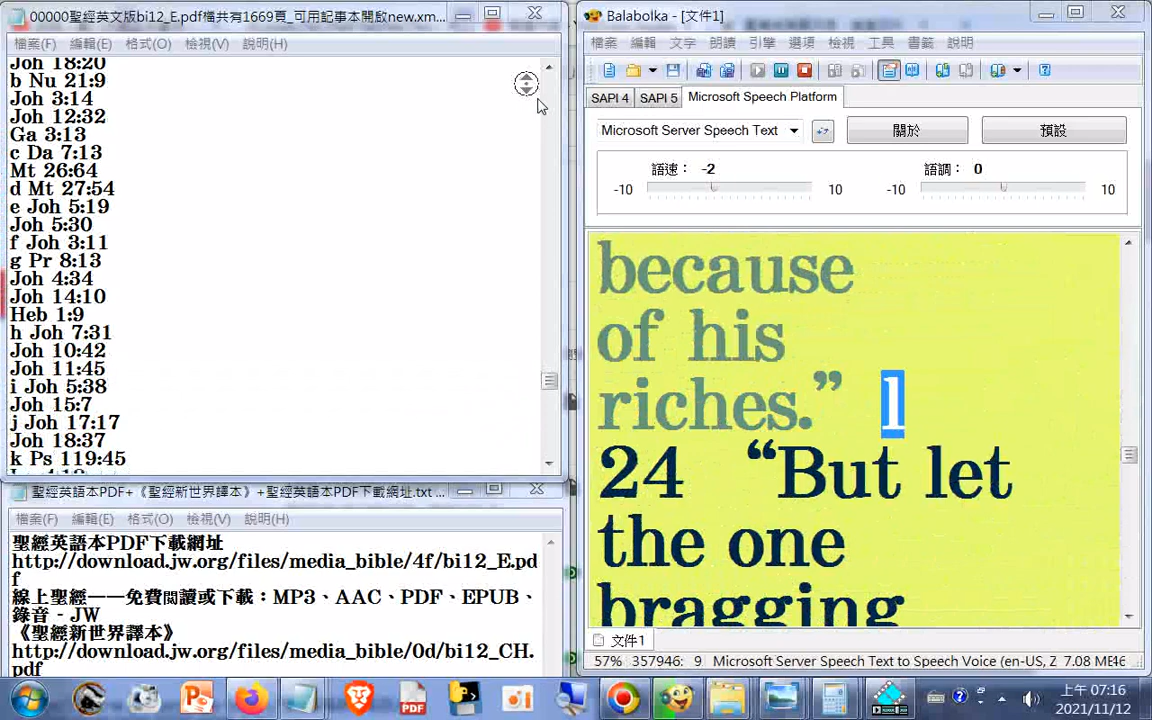 00000聖經英文版bi12_E.pdf檔共有1669頁_可用記事本開啟new.xm...
檔案(F) 編輯(E) 格式(O) 檢視(V) 說明(H)
Joh 18:20
b Nu 21:9
Joh 3:14
Joh 12:32
Ga 3:13
c Da 7:13
Mt 26:64
d Mt 27:54
e Joh 5:19
Joh 5:30
f Joh 3:11
g Pr 8:13
Joh 4:34
Joh 14:10
Heb 1:9
h Joh 7:31
Joh 10:42
Joh 11:45
i Joh 5:38
Joh 15:7
j Joh 17:17
Joh 18:37
k Ps 119:45
聖經英語本PDF+《聖經新世界譯本》+聖經英語本PDF下載網址.txt ...
檔案(F) 編輯(E) 格式(O) 檢視(V) 說明(H)
聖經英語本PDF下載網址
http://download.jw.org/files/media_bible/4f/bi12_E.pd
f
線上聖經——免費閱讀或下載：MP3、AAC、PDF、EPUB、
錄音 - JW
《聖經新世界譯本》
http://download.jw.org/files/media_bible/0d/bi12_CH.
pdf
Balabolka - [文件1]
檔案 編輯 文字 朗讀 引擎 選項 檢視 工具 書籤 說明
SAPI 4 SAPI 5 Microsoft Speech Platform
Microsoft Server Speech Text 關於 預設
語速： -2 語調： 0
-10 10 -10 10
because
of his
riches.” l
24 “But let
the one
bragging
文件1
57% 357946: 9 Microsoft Server Speech Text to Speech Voice (en-US, Z 7.08 ME46
PDF
上午 07:16
2021/11/12